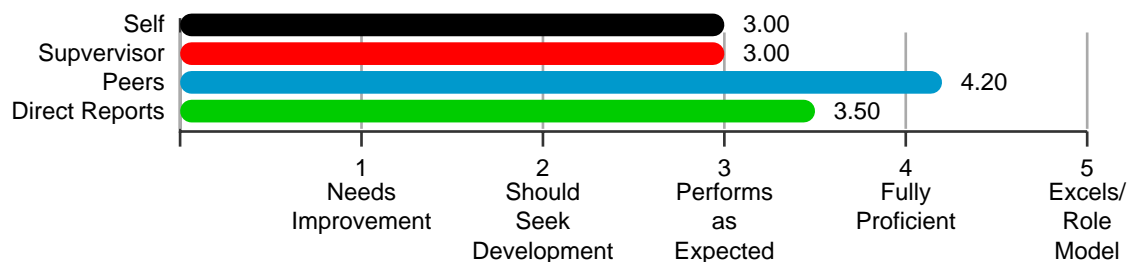 Self 3.00
Supvervisor 3.00
Peers 4.20
Direct Reports 3.50
1 2 3 4 5
Needs Should Performs Fully Excels/
Improvement Seek as Proficient Role
Development Expected Model